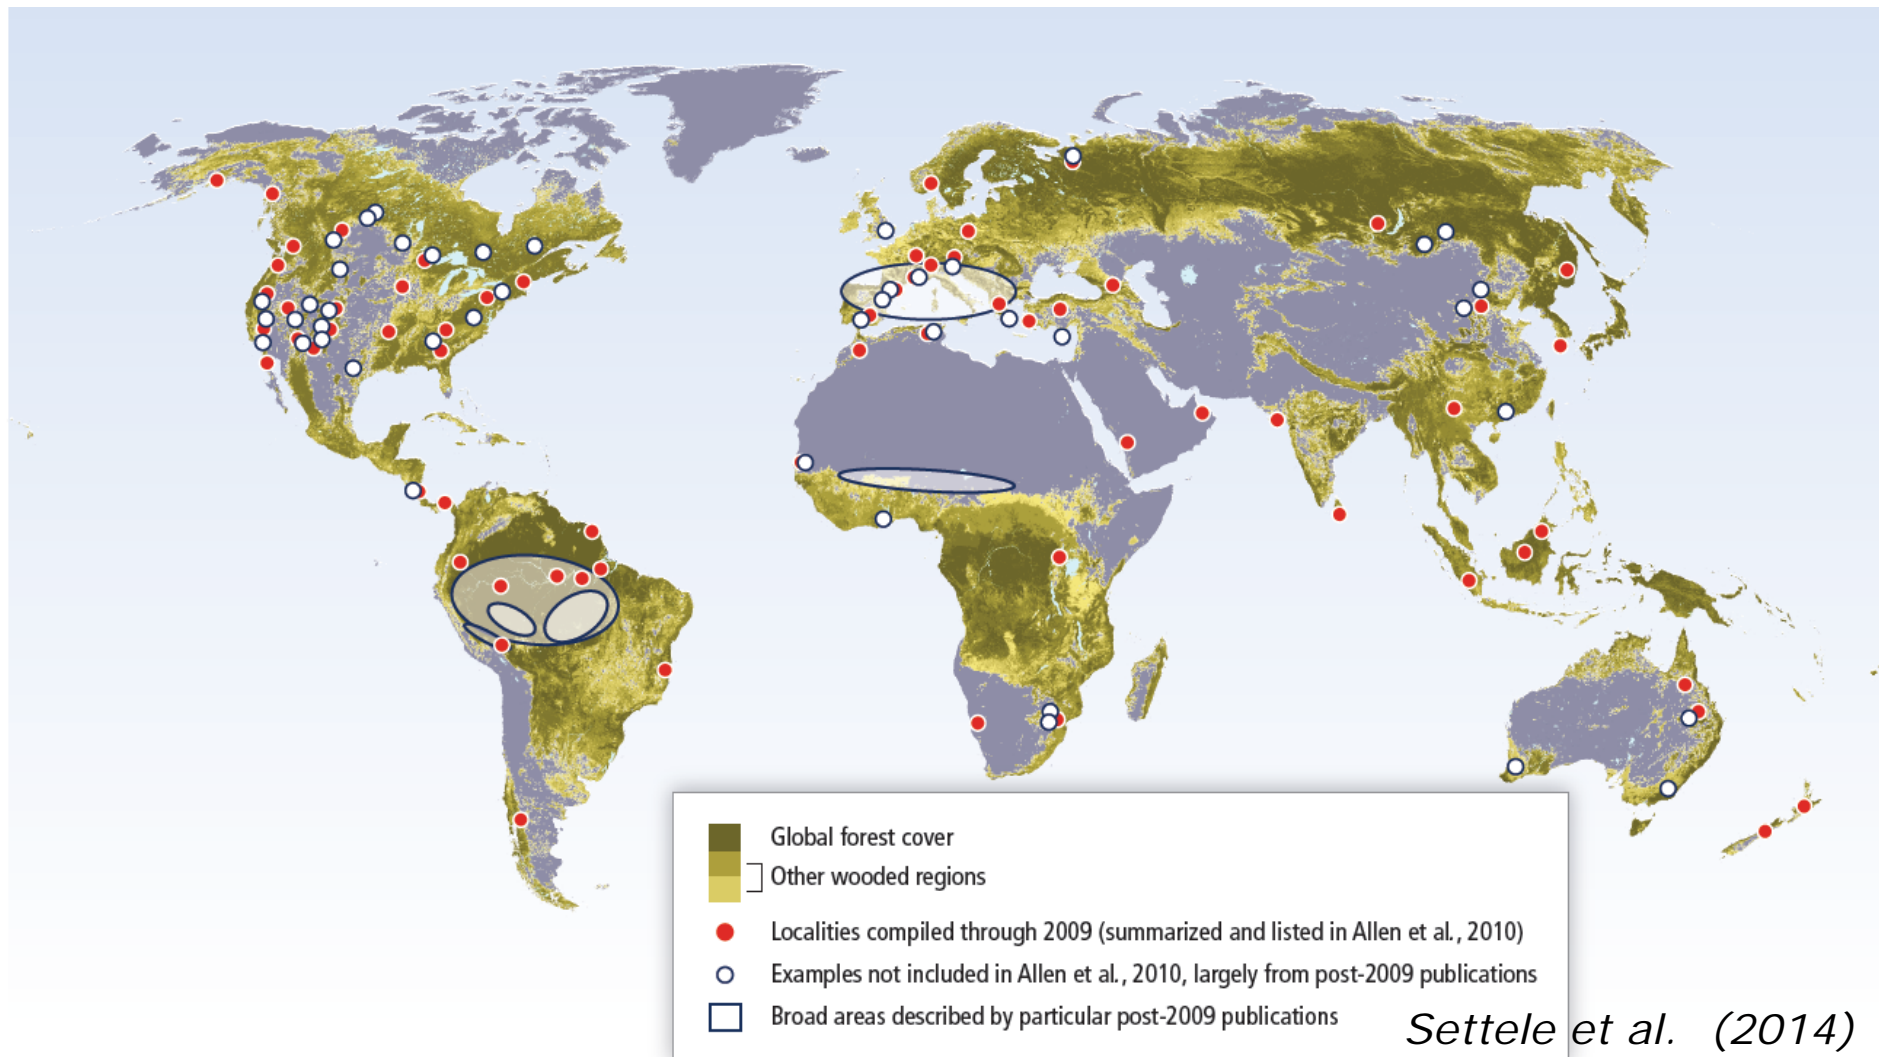 Global forest cover
Other wooded regions
Localities compiled through 2009 (summarized and listed in Allen et al., 2010)
Examples not included in Allen et al., 2010, largely from post-2009 publications
Broad areas described by particular post-2009 publications
Settele et al. (2014)